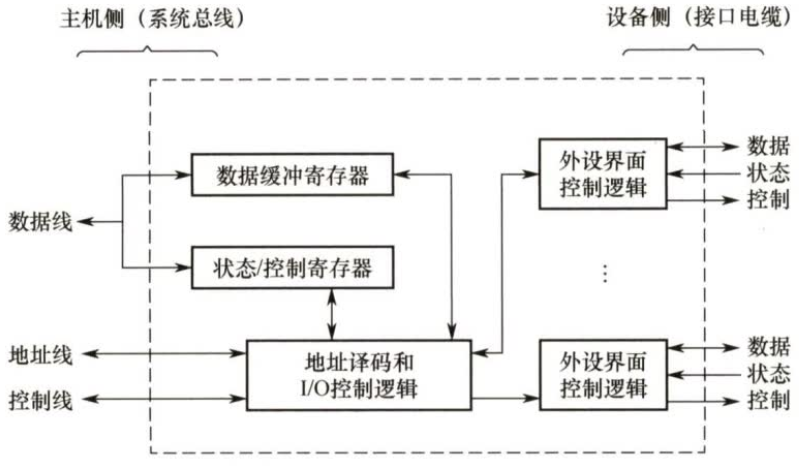 主机侧（系统总线）
设备侧（接口电缆）
数据缓冲寄存器
外设界面
控制逻辑
数据
状态
控制
数据线
状态/控制寄存器
⋮
地址线
控制线
地址译码和
I/O控制逻辑
外设界面
控制逻辑
数据
状态
控制